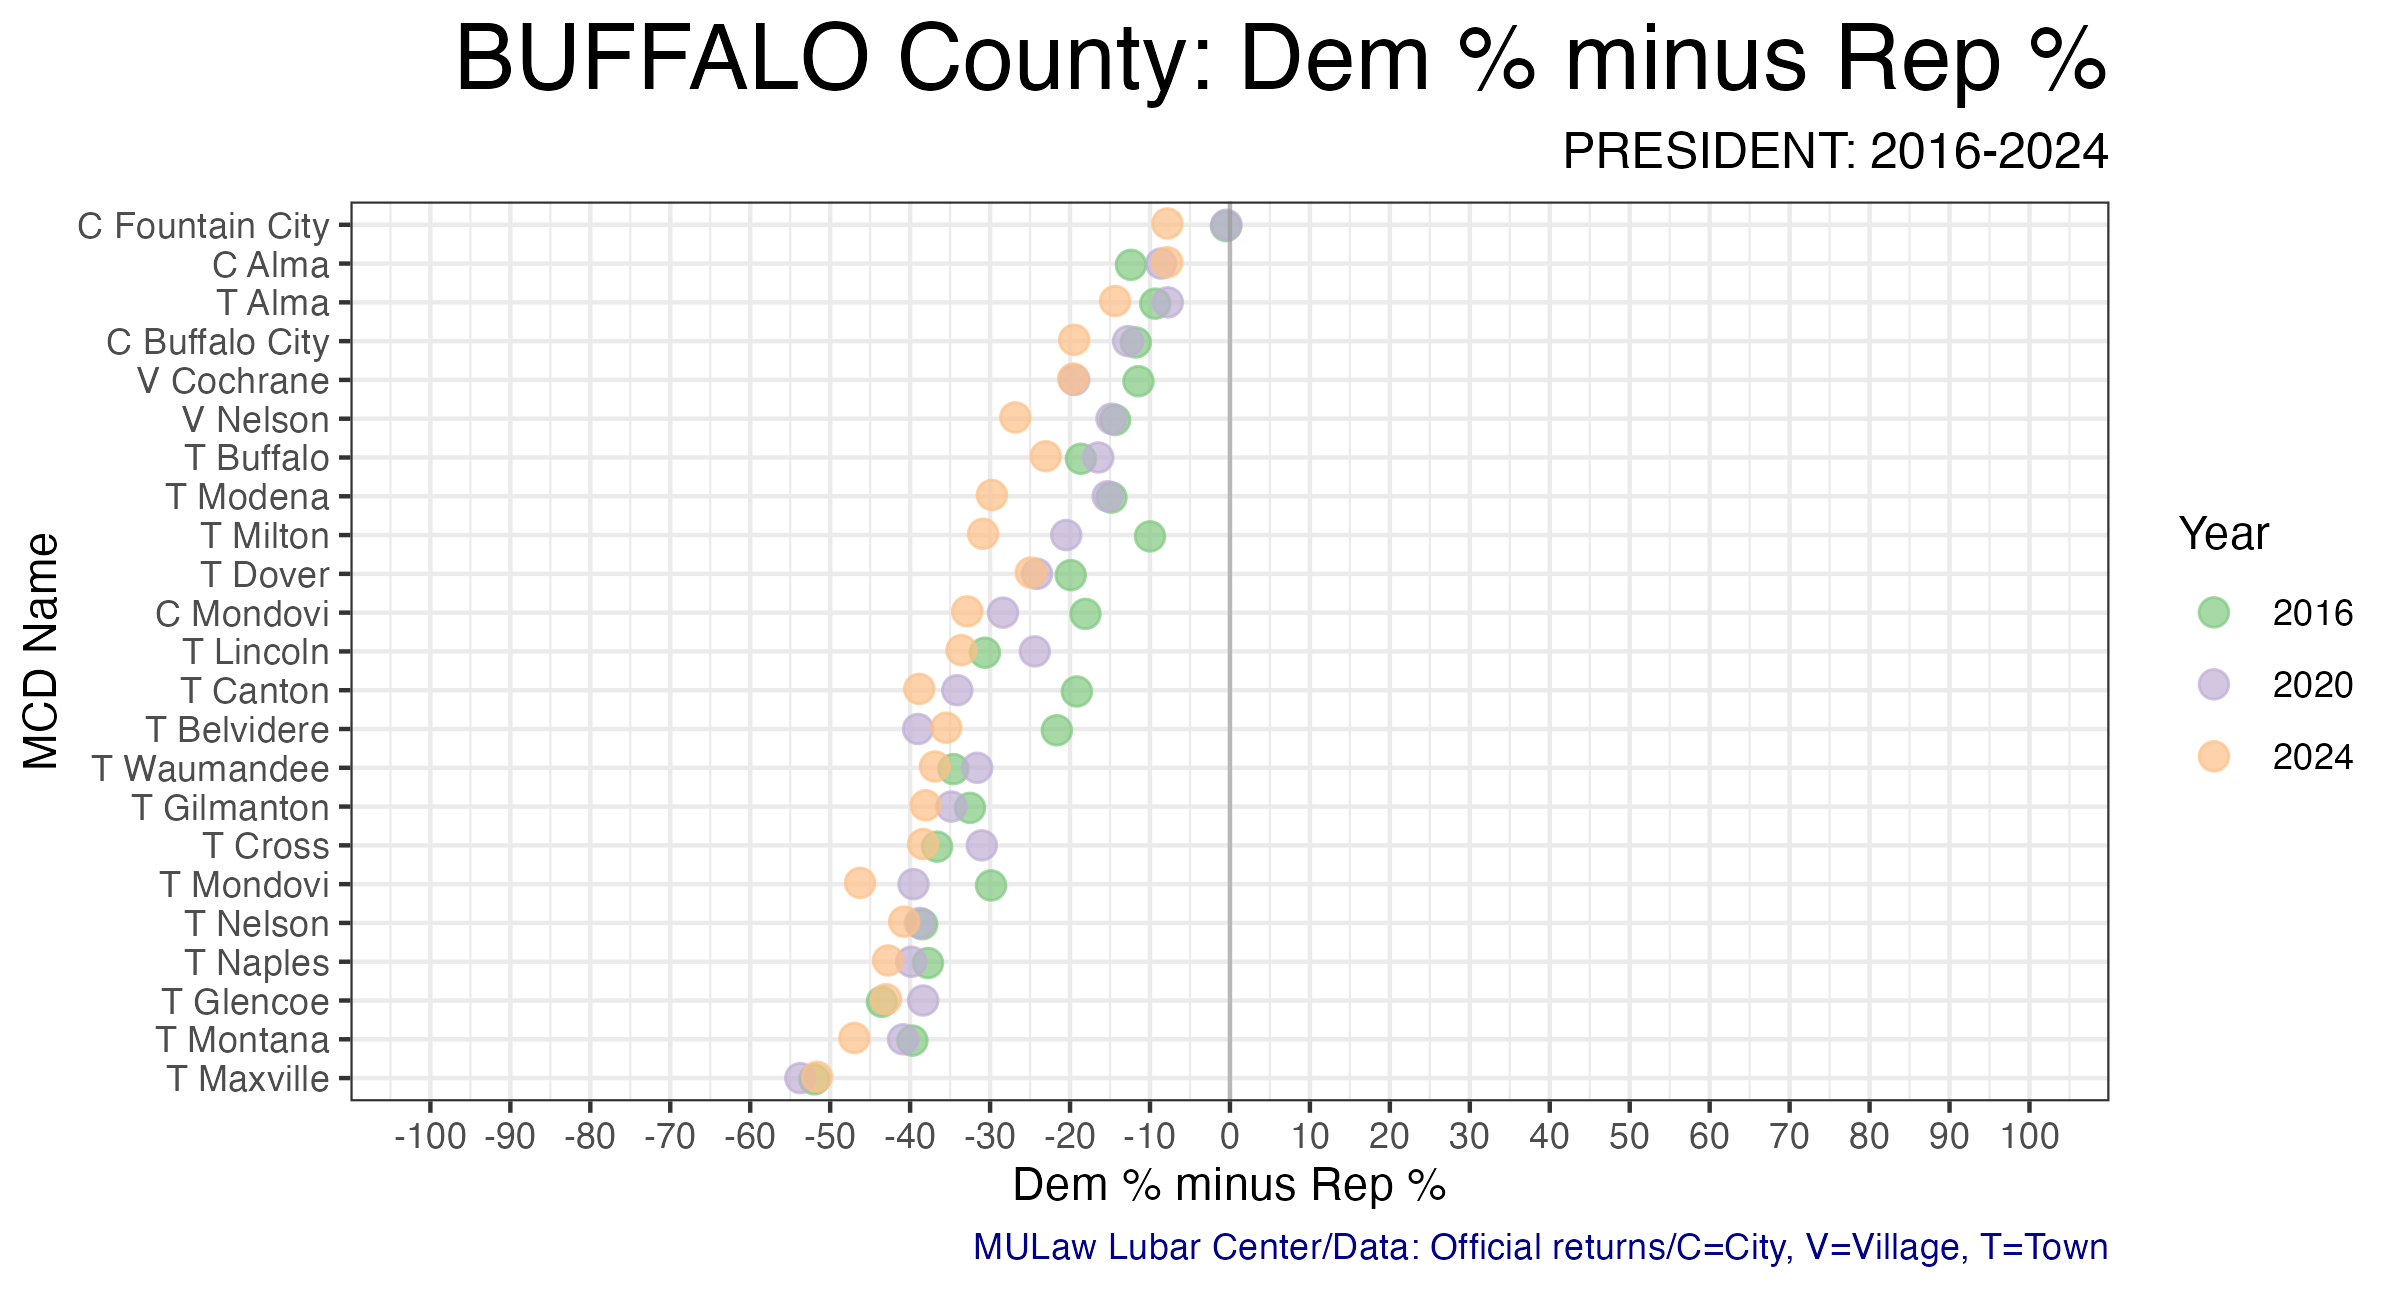 BUFFALO County: Dem % minus Rep %
PRESIDENT: 2016-2024
MCD Name
C Fountain City
C Alma
T Alma
C Buffalo City
V Cochrane
V Nelson
T Buffalo
T Modena
T Milton
T Dover
C Mondovi
T Lincoln
T Canton
T Belvidere
T Waumandee
T Gilmanton
T Cross
T Mondovi
T Nelson
T Naples
T Glencoe
T Montana
T Maxville
-100 -90 -80 -70 -60 -50 -40 -30 -20 -10 0 10 20 30 40 50 60 70 80 90 100
Dem % minus Rep %
Year
2016
2020
2024
MULaw Lubar Center/Data: Official returns/C=City, V=Village, T=Town